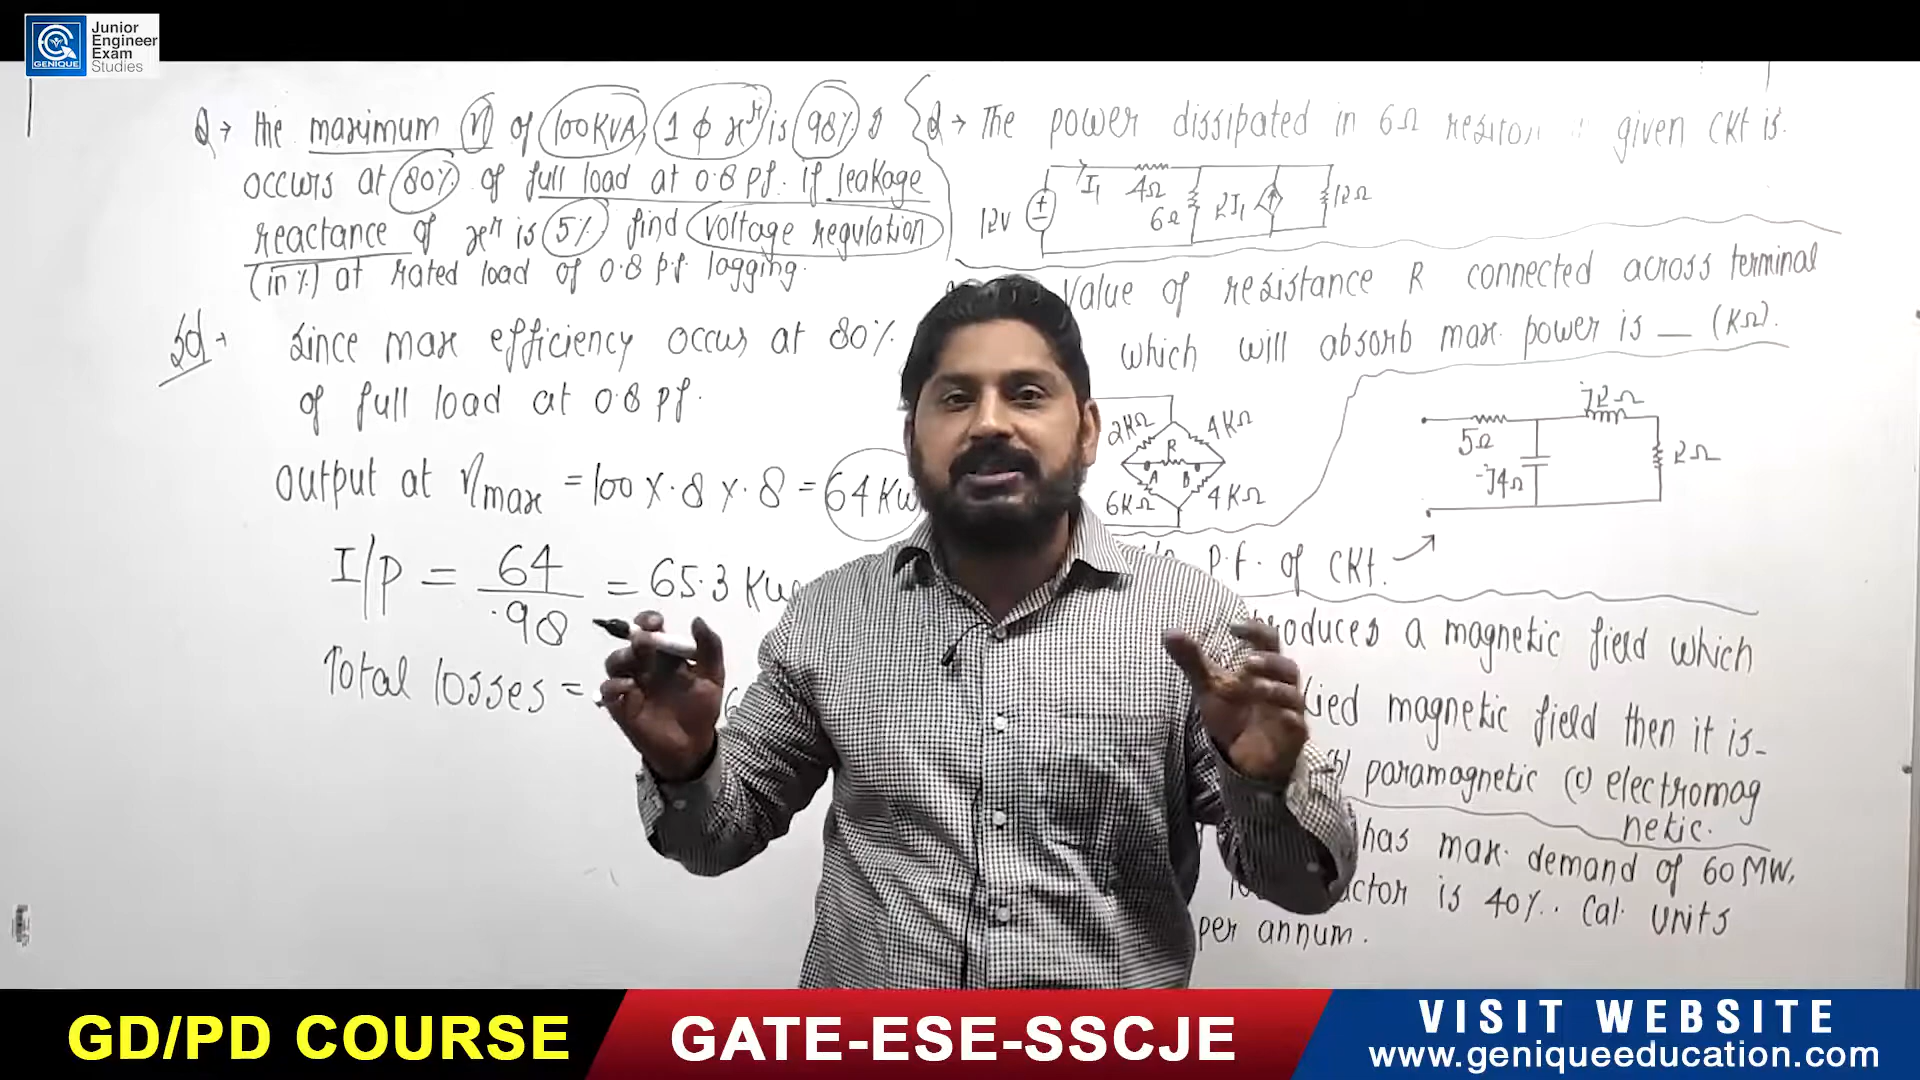 Junior
Engineer
Exam
Studies
GENIQUE
Q → The maximum η of 100KVA, 1 ϕ xʳ is 98%
occurs at 80% of full load at 0.8 pf. if leakage
reactance of xʳ is 5% find voltage regulation
(in %) at rated load of 0.8 p.f. lagging.
Sol →
Since max efficiency occur at 80%.
of full load at 0.8 pf.
output at ηmax = 100 X .8 X .8 = 64 Kw
I/p = 64/.98 = 65.3 Kw
Total losses =
Q → The power dissipated in 6Ω given CKt is.
12V
I₁
4Ω
6Ω
2I₁
12Ω
value of resistance R connected across terminal
which will absorb max. power is _ (KΩ).
2KΩ
4KΩ
R
A
B
6KΩ
4KΩ
5Ω
j2Ω
-j4Ω
2Ω
p.f. of CKt.
produces a magnetic field which
magnetic field then it is-
(b) paramagnetic (c) electromag
netic.
has max. demand of 60 MW,
is 40%. Cal. units
per annum.
GD/PD COURSE
GATE-ESE-SSCJE
VISIT WEBSITE
www.geniqueeducation.com